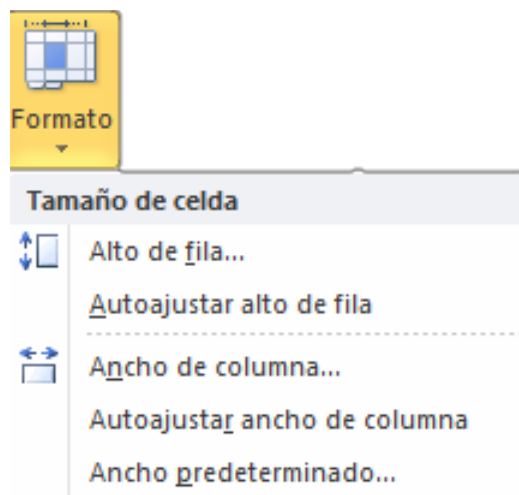 Formato
Tamaño de celda
Alto de fila...
Autoajustar alto de fila
Ancho de columna...
Autoajustar ancho de columna
Ancho predeterminado...